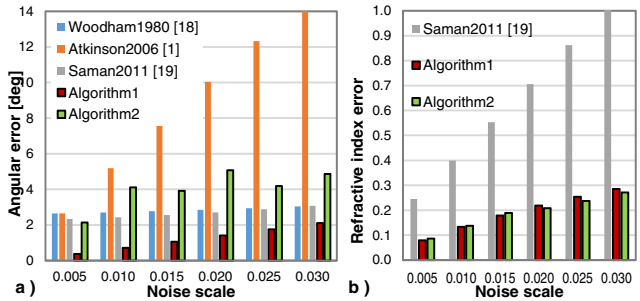 Angular error [deg]
14
12
10
8
6
4
2
0
Woodham1980 [18]
Atkinson2006 [1]
Saman2011 [19]
Algorithm1
Algorithm2
0.005 0.010 0.015 0.020 0.025 0.030
a ) Noise scale
Refractive index error
1.0
0.9
0.8
0.7
0.6
0.5
0.4
0.3
0.2
0.1
0.0
Saman2011 [19]
Algorithm1
Algorithm2
0.005 0.010 0.015 0.020 0.025 0.030
b ) Noise scale